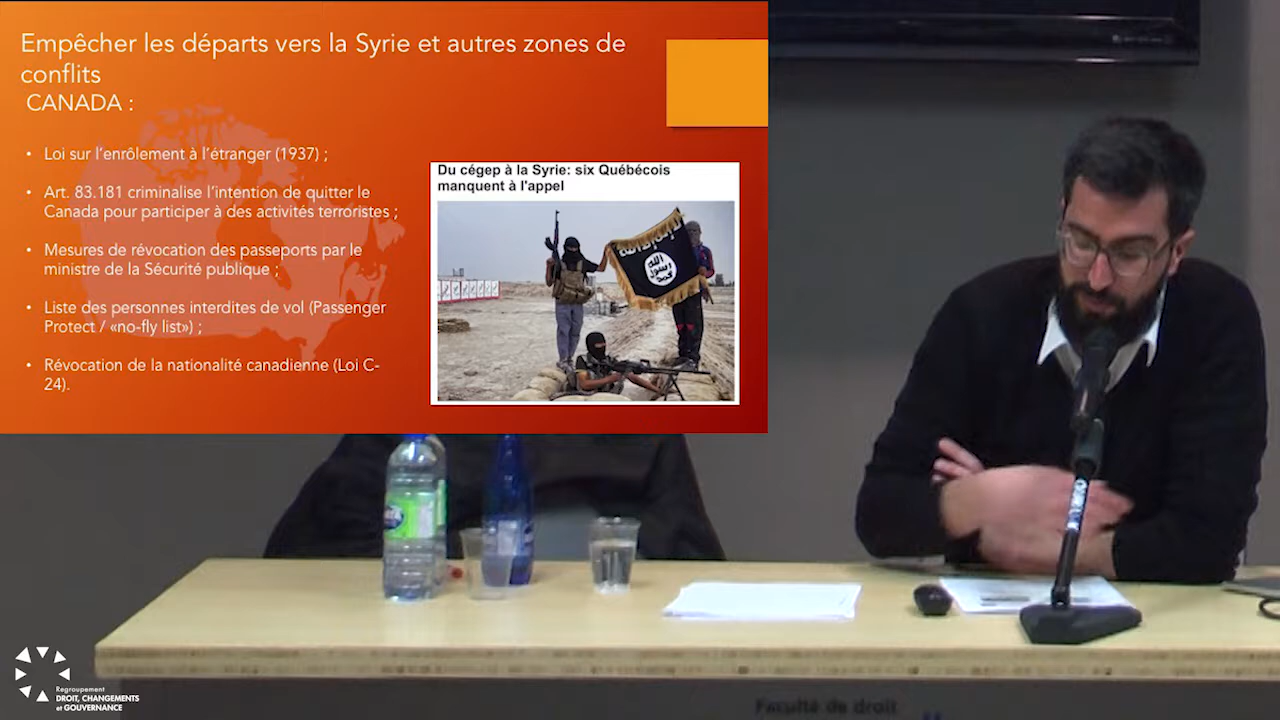 Empêcher les départs vers la Syrie et autres zones de
conflits
CANADA :
• Loi sur l'enrôlement à l'étranger (1937) ;
• Art. 83.181 criminalise l'intention de quitter le
Canada pour participer à des activités terroristes ;
• Mesures de révocation des passeports par le
ministre de la Sécurité publique ;
• Liste des personnes interdites de vol (Passenger
Protect / «no-fly list») ;
• Révocation de la nationalité canadienne (Loi C-
24).
Du cégep à la Syrie: six Québécois
manquent à l'appel
الله
رسول
محمد
Regroupement
DROIT, CHANGEMENTS
et GOUVERNANCE
Faculté de droit